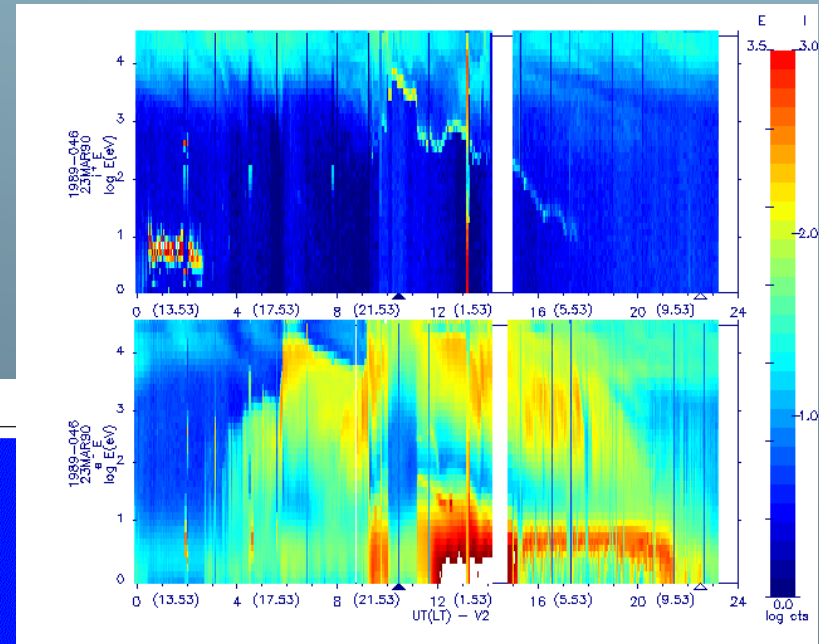 E I
3.5 3.0
4
3
2
1
0
1989-046
23MAR90
I+ E
log E(eV)
0 (13.53) 4 (17.53) 8 (21.53) 12 (1.53) 16 (5.53) 20 (9.53) 24
2.0
4
3
2
1
0
1989-046
23MAR90
e E
log E(eV)
1.0
0 (13.53) 4 (17.53) 8 (21.53) 12 (1.53) 16 (5.53) 20 (9.53) 24
UT(LT) - V2
0.0
log cts